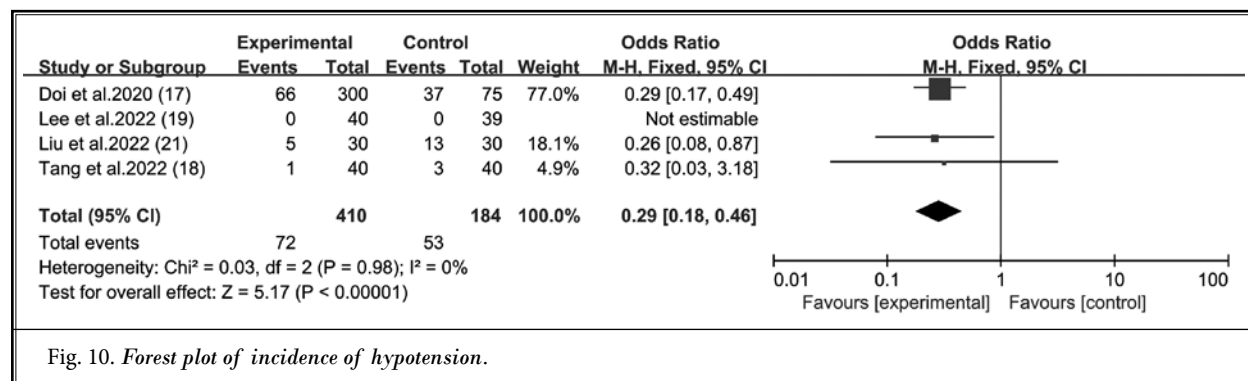 Experimental Control Odds Ratio Odds Ratio
Study or Subgroup Events Total Events Total Weight M-H, Fixed, 95% CI M-H, Fixed, 95% CI
Doi et al.2020 (17) 66 300 37 75 77.0% 0.29 [0.17, 0.49]
Lee et al.2022 (19) 0 40 0 39 Not estimable
Liu et al.2022 (21) 5 30 13 30 18.1% 0.26 [0.08, 0.87]
Tang et al.2022 (18) 1 40 3 40 4.9% 0.32 [0.03, 3.18]
Total (95% CI) 410 184 100.0% 0.29 [0.18, 0.46]
Total events 72 53
Heterogeneity: Chi² = 0.03, df = 2 (P = 0.98); I² = 0%
Test for overall effect: Z = 5.17 (P < 0.00001)
0.01 0.1 1 10 100
Favours [experimental] Favours [control]
Fig. 10. Forest plot of incidence of hypotension.